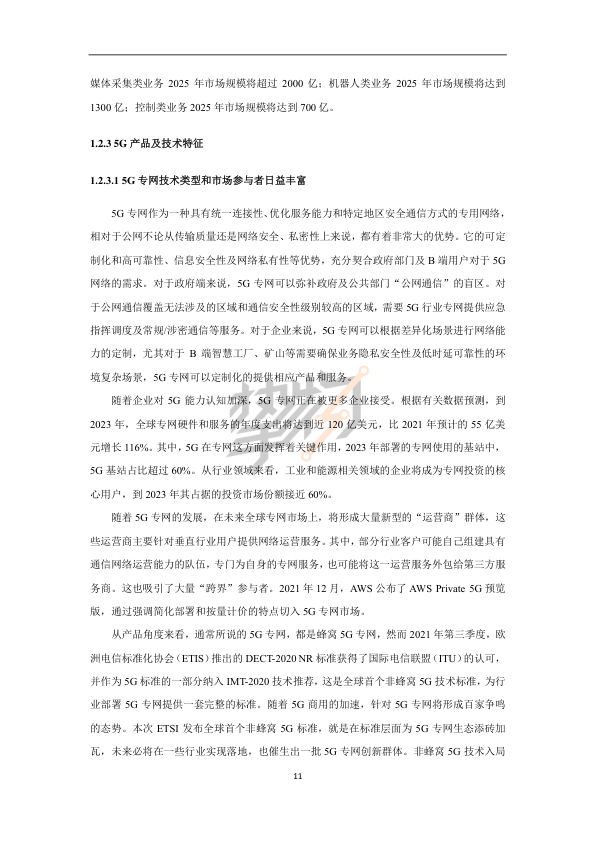 媒体采集类业务 2025 年市场规模将超过 2000 亿；机器人类业务 2025 年市场规模将达到
1300 亿；控制类业务 2025 年市场规模将达到 700 亿。
1.2.3 5G 产品及技术特征
1.2.3.1 5G 专网技术类型和市场参与者日益丰富
5G 专网作为一种具有统一连接性、优化服务能力和特定地区安全通信方式的专用网络，
相对于公网不论从传输质量还是网络安全、私密性上来说，都有着非常大的优势。它的可定
制化和高可靠性、信息安全性及网络私有性等优势，充分契合政府部门及 B 端用户对于 5G
网络的需求。对于政府端来说，5G 专网可以弥补政府及公共部门“公网通信”的盲区。对
于公网通信覆盖无法涉及的区域和通信安全性级别较高的区域，需要 5G 行业专网提供应急
指挥调度及常规/涉密通信等服务。对于企业来说，5G 专网可以根据差异化场景进行网络能
力的定制，尤其对于 B 端智慧工厂、矿山等需要确保业务隐私安全性及低时延可靠性的环
境复杂场景，5G 专网可以定制化的提供相应产品和服务。
随着企业对 5G 能力认知加深，5G 专网正在被更多企业接受。根据有关数据预测，到
2023 年，全球专网硬件和服务的年度支出将达到近 120 亿美元，比 2021 年预计的 55 亿美
元增长 116%。其中，5G 在专网这方面发挥着关键作用，2023 年部署的专网使用的基站中，
5G 基站占比超过 60%。从行业领域来看，工业和能源相关领域的企业将成为专网投资的核
心用户，到 2023 年其占据的投资市场份额接近 60%。
随着 5G 专网的发展，在未来全球专网市场上，将形成大量新型的“运营商”群体，这
些运营商主要针对垂直行业用户提供网络运营服务。其中，部分行业客户可能自己组建具有
通信网络运营能力的队伍，专门为自身的专网服务，也可能将这一运营服务外包给第三方服
务商。这也吸引了大量“跨界”参与者。2021 年 12 月，AWS 公布了 AWS Private 5G 预览
版，通过强调简化部署和按量计价的特点切入 5G 专网市场。
从产品角度来看，通常所说的 5G 专网，都是蜂窝 5G 专网，然而 2021 年第三季度，欧
洲电信标准化协会（ETIS）推出的 DECT-2020 NR 标准获得了国际电信联盟（ITU）的认可，
并作为 5G 标准的一部分纳入 IMT-2020 技术推荐，这是全球首个非蜂窝 5G 技术标准，为行
业部署 5G 专网提供一套完整的标准。随着 5G 商用的加速，针对 5G 专网将形成百家争鸣
的态势。本次 ETSI 发布全球首个非蜂窝 5G 标准，就是在标准层面为 5G 专网生态添砖加
瓦，未来必将在一些行业实现落地，也催生出一批 5G 专网创新群体。非蜂窝 5G 技术入局
11